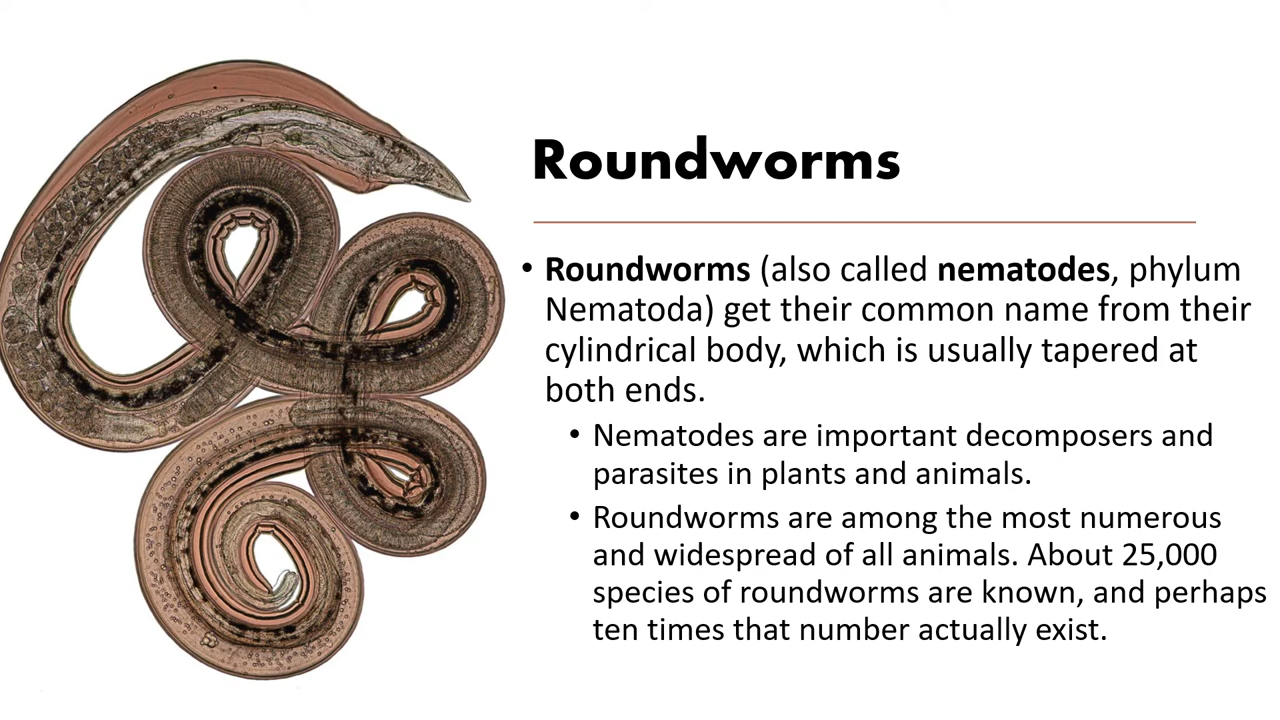 Roundworms
• Roundworms (also called nematodes, phylum
Nematoda) get their common name from their
cylindrical body, which is usually tapered at
both ends.
• Nematodes are important decomposers and
parasites in plants and animals.
• Roundworms are among the most numerous
and widespread of all animals. About 25,000
species of roundworms are known, and perhaps
ten times that number actually exist.